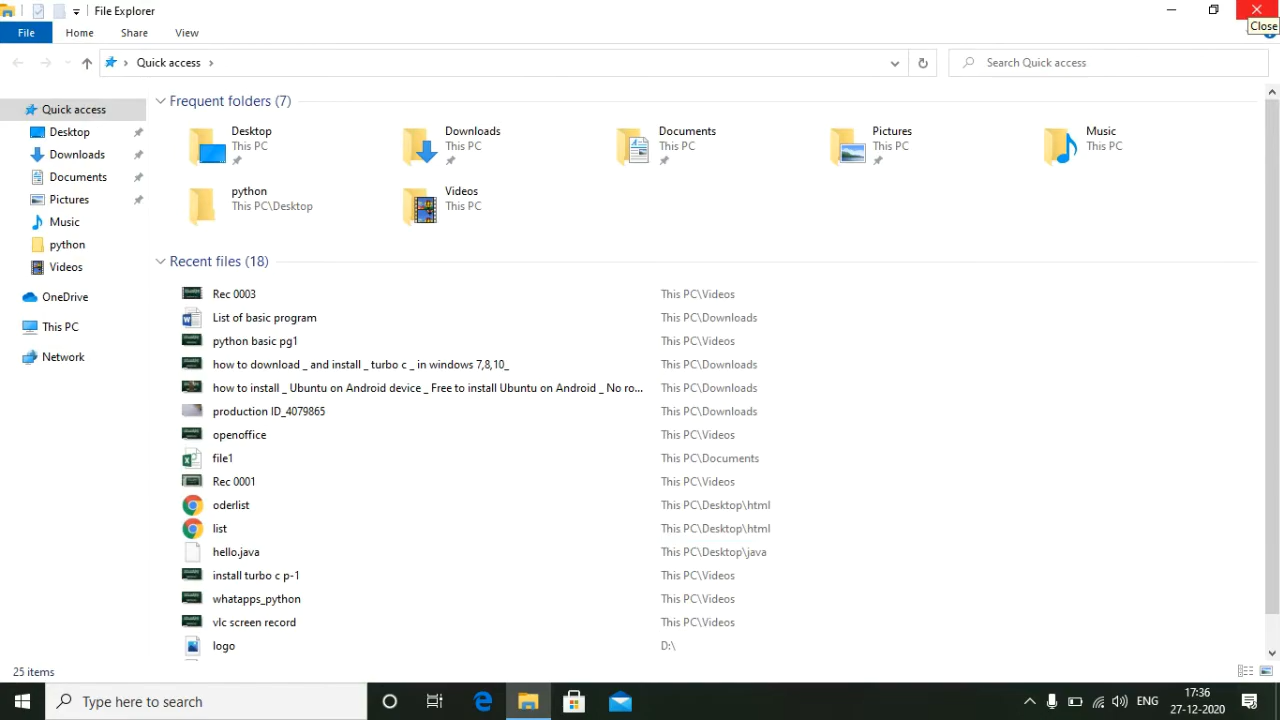 File Explorer
Close
File Home Share View
Quick access
Search Quick access
Quick access
Desktop
Downloads
Documents
Pictures
Music
python
Videos
OneDrive
This PC
Network
Frequent folders (7)
Desktop
This PC
Downloads
This PC
Documents
This PC
Pictures
This PC
Music
This PC
python
This PC\Desktop
Videos
This PC
Recent files (18)
Rec 0003 This PC\Videos
List of basic program This PC\Downloads
python basic pg1 This PC\Videos
how to download _ and install _ turbo c _ in windows 7,8,10_ This PC\Downloads
how to install _ Ubuntu on Android device _ Free to install Ubuntu on Android _ No ro... This PC\Downloads
production ID_4079865 This PC\Downloads
openoffice This PC\Videos
file1 This PC\Documents
Rec 0001 This PC\Videos
oderlist This PC\Desktop\html
list This PC\Desktop\html
hello.java This PC\Desktop\java
install turbo c p-1 This PC\Videos
whatapps_python This PC\Videos
vlc screen record This PC\Videos
logo D:\
25 items
Type here to search
ENG
17:36
27-12-2020